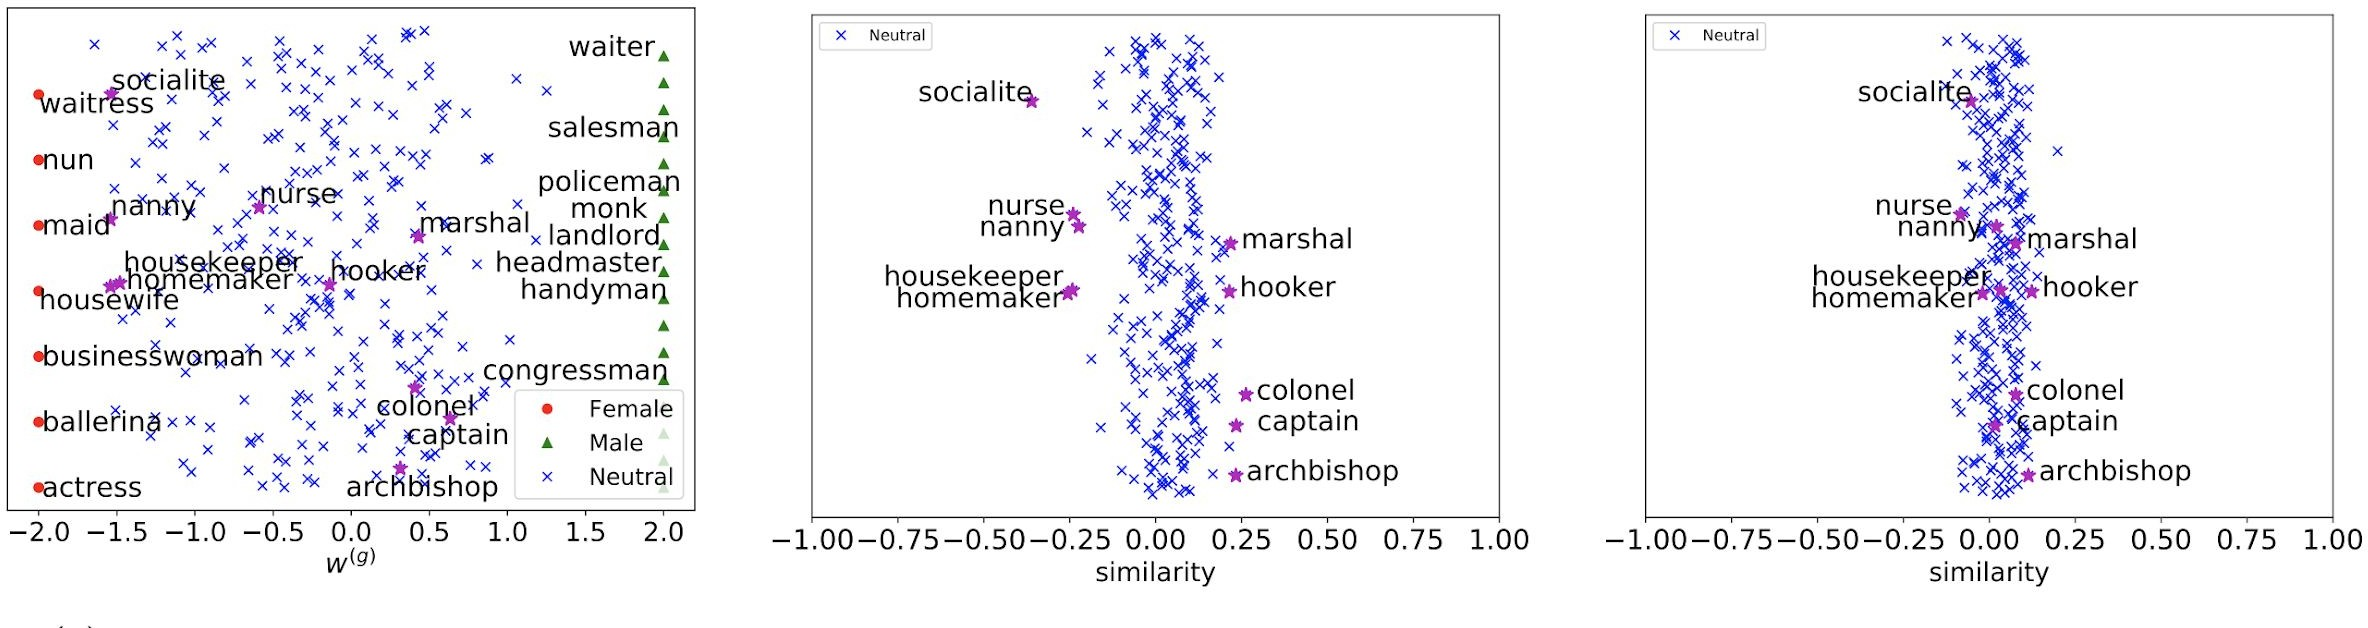 waiter
socialite
waitress
salesman
nun
policeman
nurse
nanny
monk
marshal
maid
landlord
housekeeper
headmaster
hooker
homemaker
handyman
housewife
businesswoman
congressman
colonel
ballerina
captain
actress
archbishop
Female
Male
Neutral
−2.0 −1.5 −1.0 −0.5 0.0 0.5 1.0 1.5 2.0
w(g)
Neutral
socialite
nurse
nanny
marshal
housekeeper
homemaker
hooker
colonel
captain
archbishop
−1.00 −0.75 −0.50 −0.25 0.00 0.25 0.50 0.75 1.00
similarity
Neutral
socialite
nurse
nanny
marshal
housekeeper
homemaker
hooker
colonel
captain
archbishop
−1.00 −0.75 −0.50 −0.25 0.00 0.25 0.50 0.75 1.00
similarity